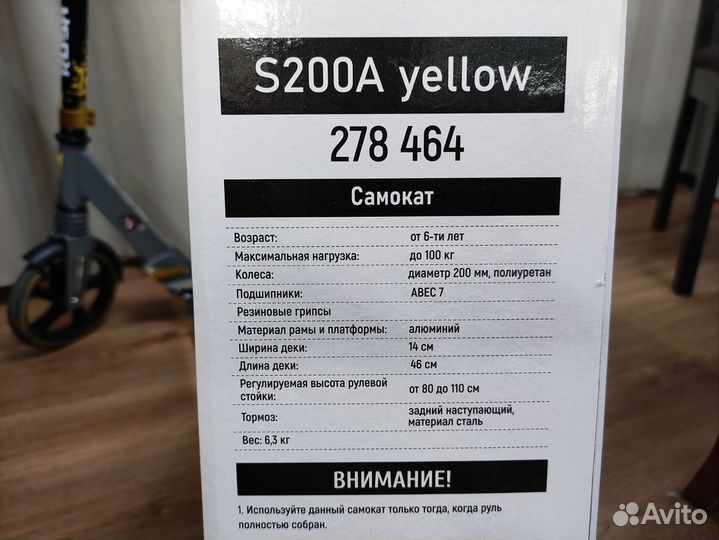 S200A yellow
278 464
Самокат
Возраст: от 6-ти лет
Максимальная нагрузка: до 100 кг
Колеса: диаметр 200 мм, полиуретан
Подшипники: ABEC 7
Резиновые грипсы
Материал рамы и платформы: алюминий
Ширина деки: 14 см
Длина деки: 46 см
Регулируемая высота рулевой
стойки: от 80 до 110 см
Тормоз: задний наступающий,
материал сталь
Вес: 6,3 кг
ВНИМАНИЕ!
1. Используйте данный самокат только тогда, когда руль
полностью собран.
Avito